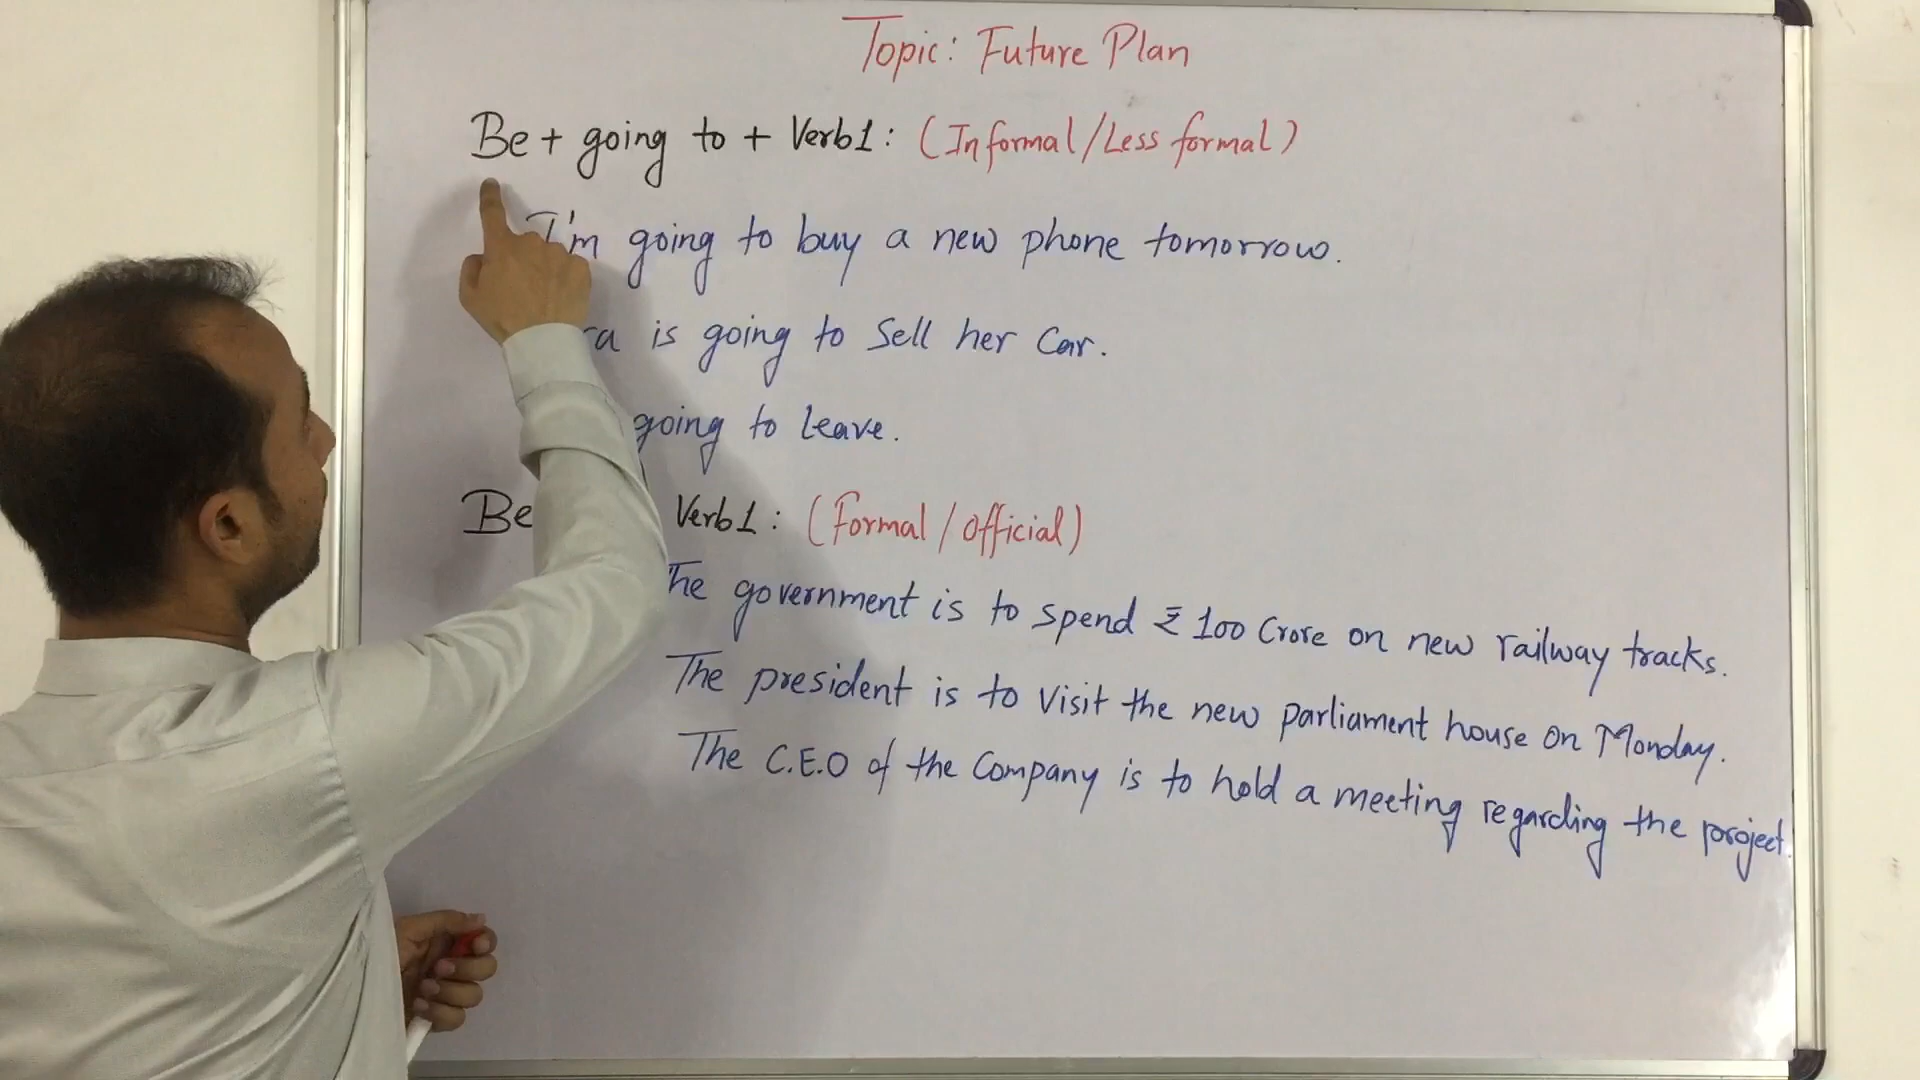 Topic: Future Plan
Be + going to + Verb1: (Informal/Less formal)
I'm going to buy a new phone tomorrow.
is going to sell her car.
going to leave.
Be Verb1: (Formal/Official)
The government is to spend ₹ 100 Crore on new railway tracks.
The president is to visit the new parliament house on Monday.
The C.E.O of the Company is to hold a meeting regarding the project.